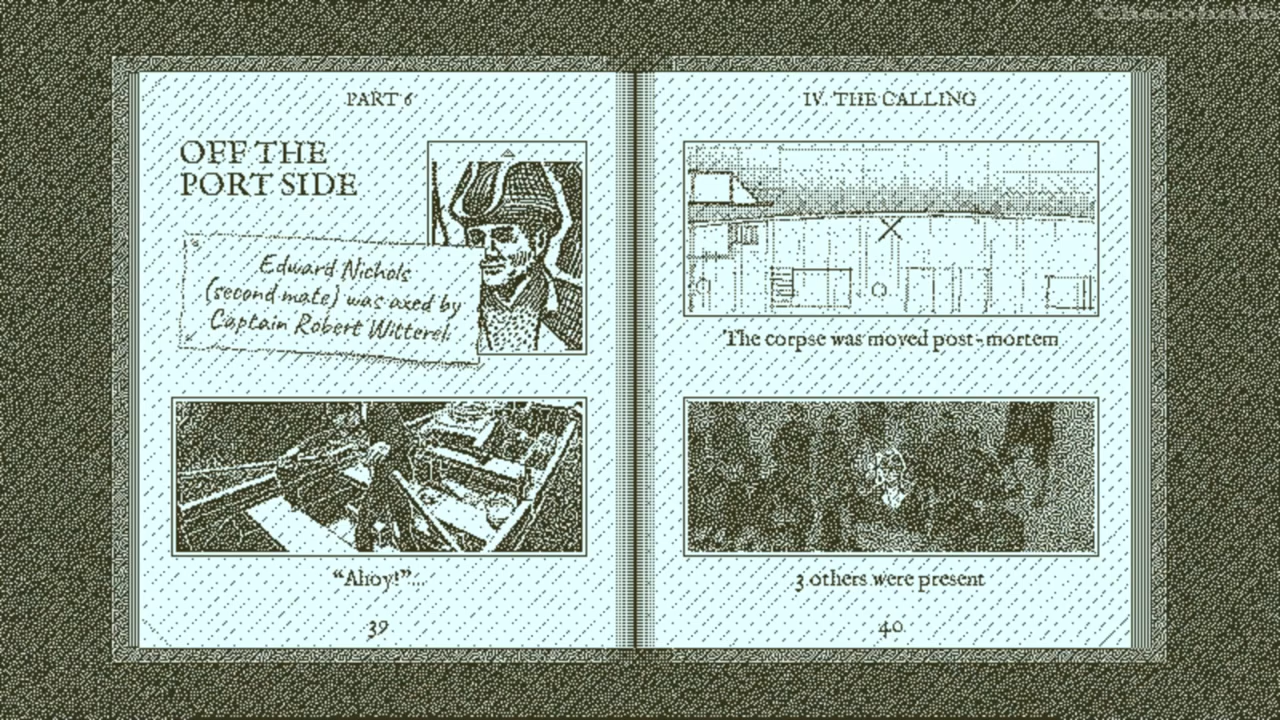 PART 6
OFF THE
PORT SIDE
Edward Nichols
(second mate) was axed by
Captain Robert Witterel.
"Ahoy!"...
39
IV. THE CALLING
The corpse was moved post-mortem
3 others were present
40